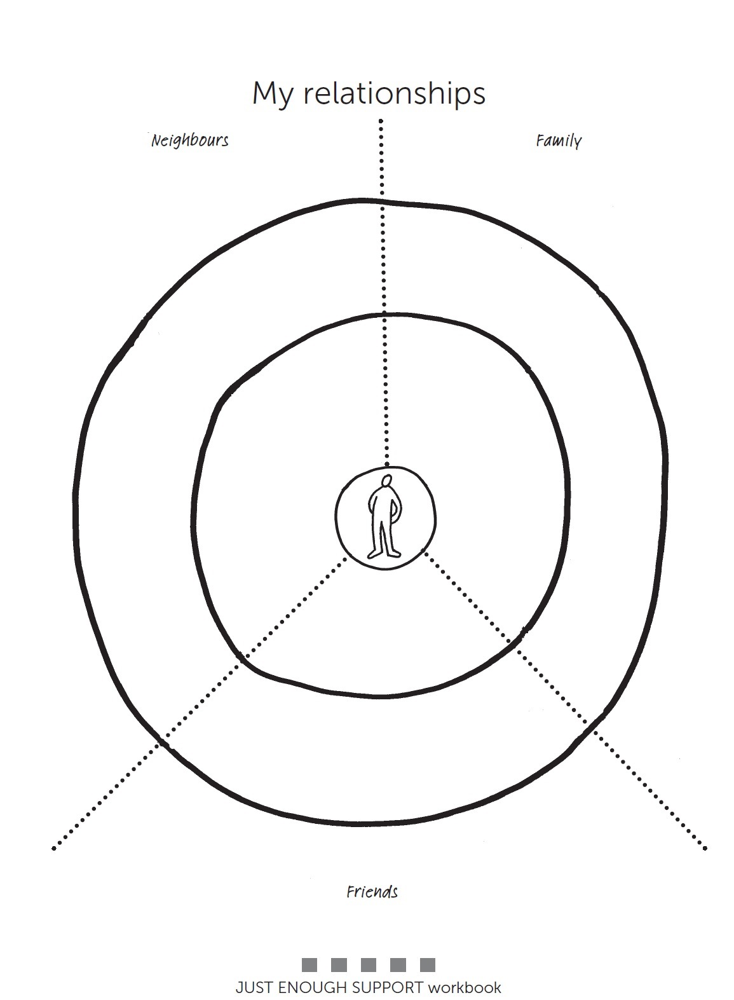 My relationships
Neighbours
Family
Friends
JUST ENOUGH SUPPORT workbook